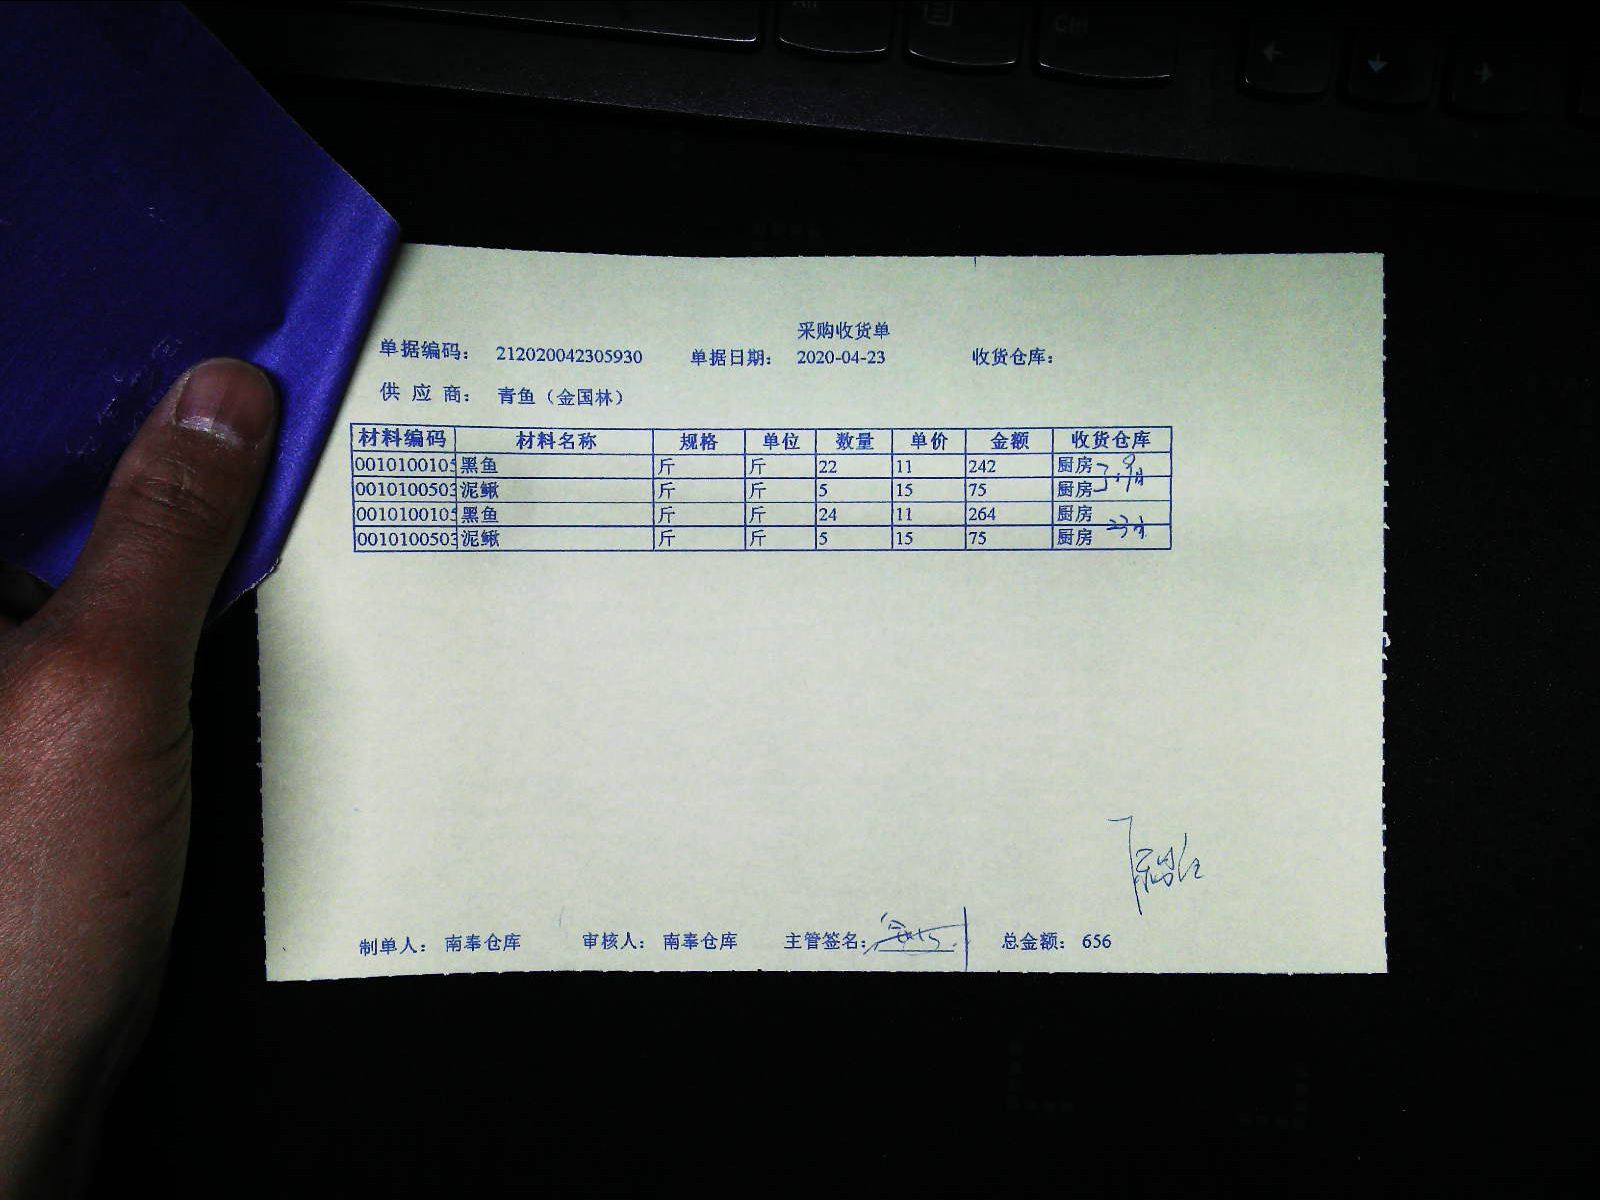 采购收货单
单据编码： 212020042305930 单据日期： 2020-04-23 收货仓库：
供 应 商： 青鱼（金国林）
材料编码 材料名称 规格 单位 数量 单价 金额 收货仓库
0010100105 黑鱼 斤 斤 22 11 242 厨房
0010100503 泥鳅 斤 斤 5 15 75 厨房
0010100105 黑鱼 斤 斤 24 11 264 厨房
0010100503 泥鳅 斤 斤 5 15 75 厨房
制单人： 南奉仓库 审核人： 南奉仓库 主管签名： 总金额： 656